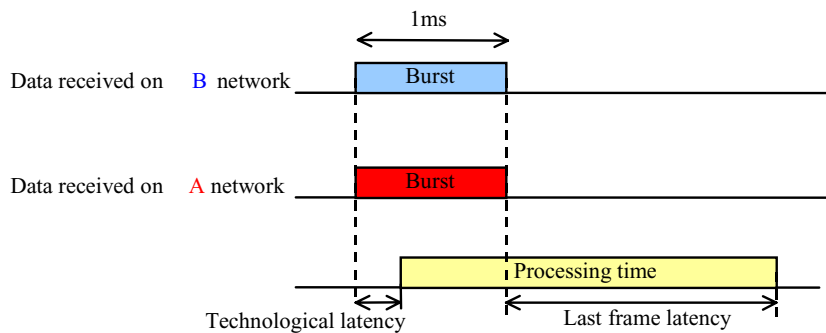 1ms
Data received on B network
Burst
Data received on A network
Burst
Processing time
Technological latency
Last frame latency